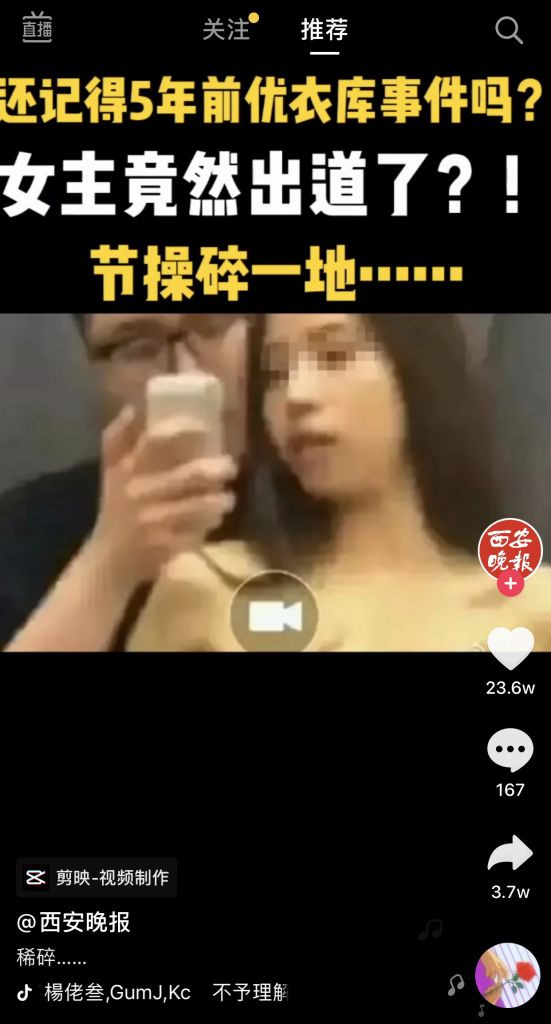 直播
关注
推荐
还记得5年前优衣库事件吗？
女主竟然出道了？！
节操碎一地……
西安
晚報
23.6w
167
3.7w
剪映-视频制作
@西安晚报
稀碎......
楊佬叁,GumJ,Kc 不予理解